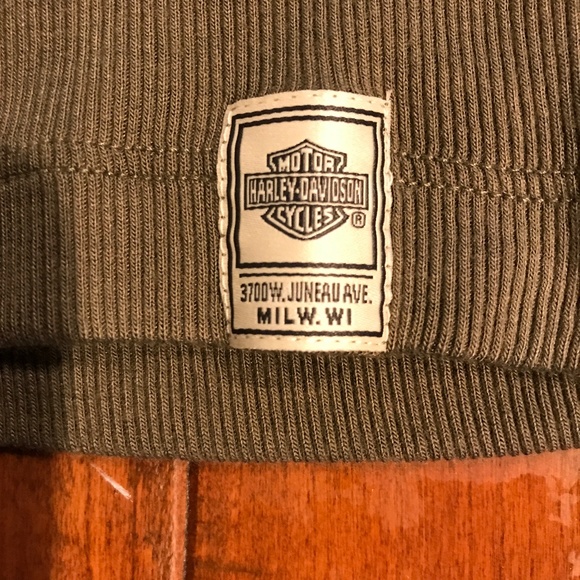 MOTOR
HARLEY-DAVIDSON
CYCLES
®
3700 W. JUNEAU AVE.
MILW. WI